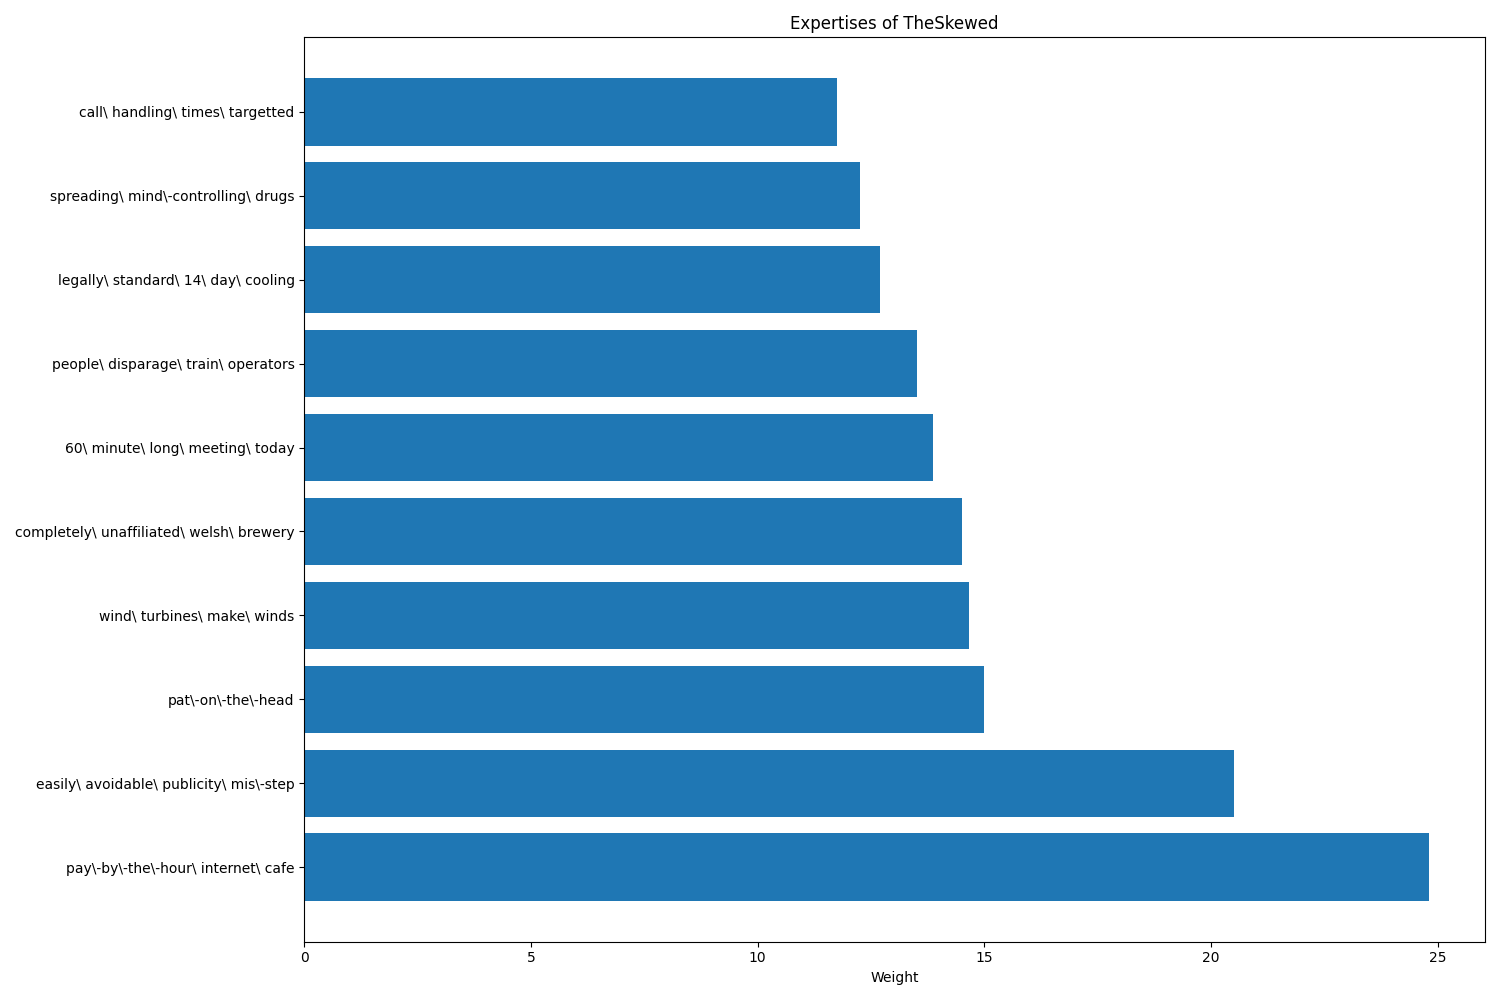 Expertises of TheSkewed
call\ handling\ times\ targetted
spreading\ mind\-controlling\ drugs
legally\ standard\ 14\ day\ cooling
people\ disparage\ train\ operators
60\ minute\ long\ meeting\ today
completely\ unaffiliated\ welsh\ brewery
wind\ turbines\ make\ winds
pat\-on\-the\-head
easily\ avoidable\ publicity\ mis\-step
pay\-by\-the\-hour\ internet\ cafe
0 5 10 15 20 25
Weight